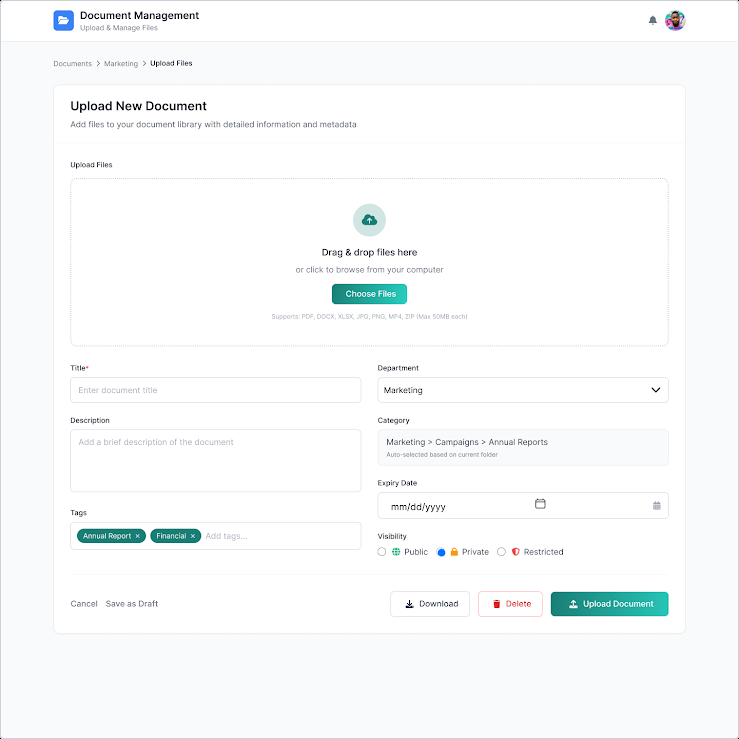 Document Management
Upload & Manage Files
Documents > Marketing > Upload Files
Upload New Document
Add files to your document library with detailed information and metadata
Upload Files
Drag & drop files here
or click to browse from your computer
Choose Files
Supports: PDF, DOCX, XLSX, JPG, PNG, MP4, ZIP (Max 50MB each)
Title*
Enter document title
Description
Add a brief description of the document
Tags
Annual Report × Financial × Add tags...
Department
Marketing
Category
Marketing > Campaigns > Annual Reports
Auto-selected based on current folder
Expiry Date
mm/dd/yyyy
Visibility
Public Private Restricted
Cancel Save as Draft Download Delete Upload Document